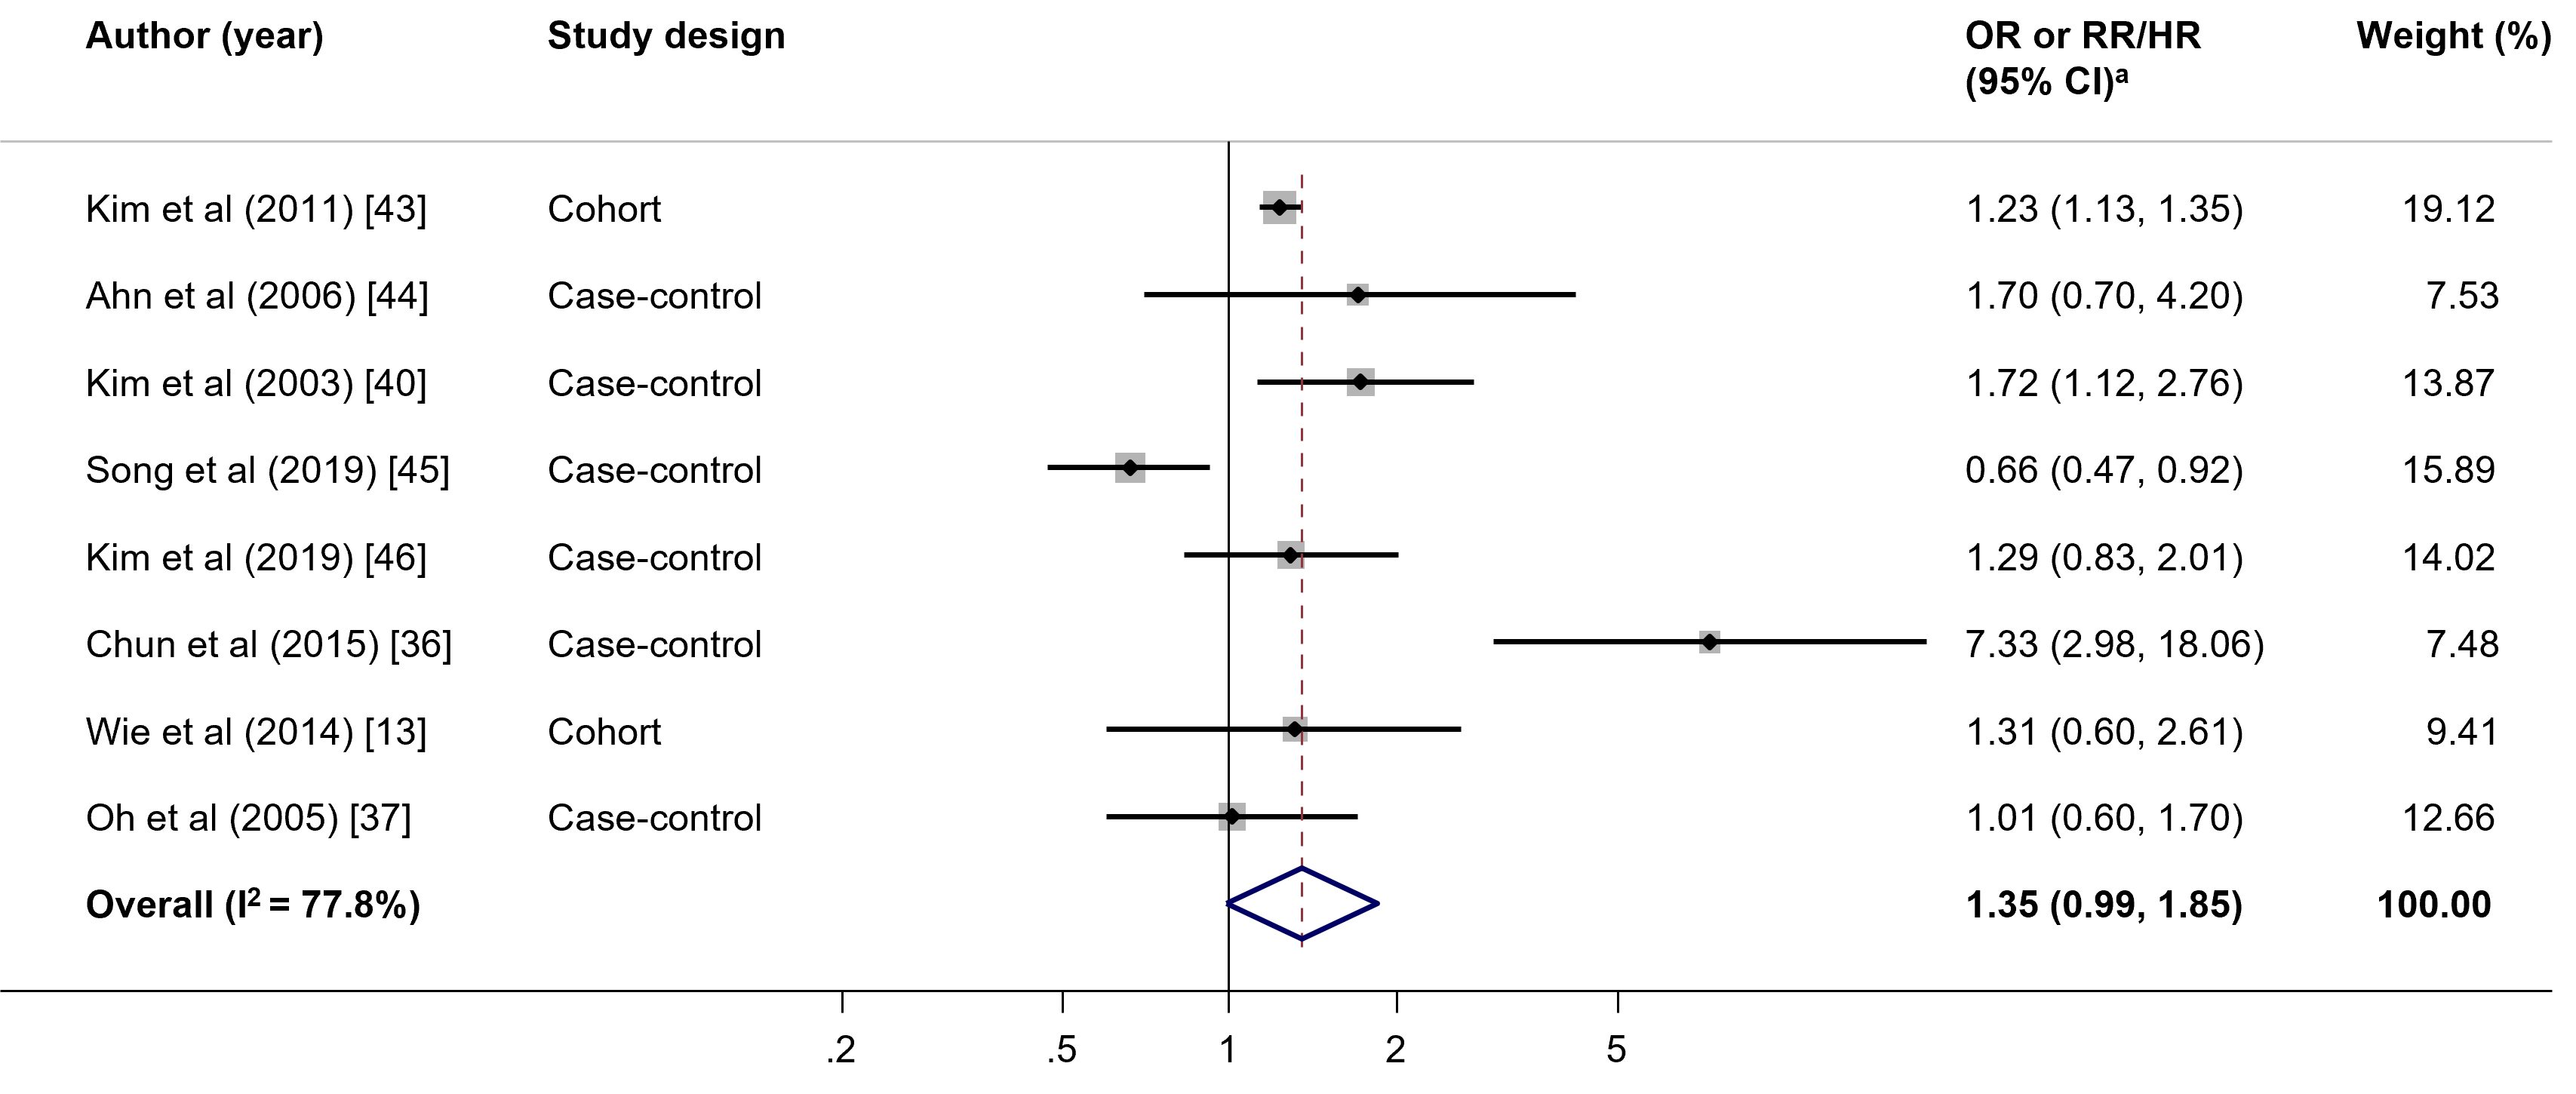 Author (year) Study design OR or RR/HR Weight (%)
(95% CI)ᵃ
Kim et al (2011) [43] Cohort 1.23 (1.13, 1.35) 19.12
Ahn et al (2006) [44] Case-control 1.70 (0.70, 4.20) 7.53
Kim et al (2003) [40] Case-control 1.72 (1.12, 2.76) 13.87
Song et al (2019) [45] Case-control 0.66 (0.47, 0.92) 15.89
Kim et al (2019) [46] Case-control 1.29 (0.83, 2.01) 14.02
Chun et al (2015) [36] Case-control 7.33 (2.98, 18.06) 7.48
Wie et al (2014) [13] Cohort 1.31 (0.60, 2.61) 9.41
Oh et al (2005) [37] Case-control 1.01 (0.60, 1.70) 12.66
Overall (I² = 77.8%) 1.35 (0.99, 1.85) 100.00
.2 .5 1 2 5